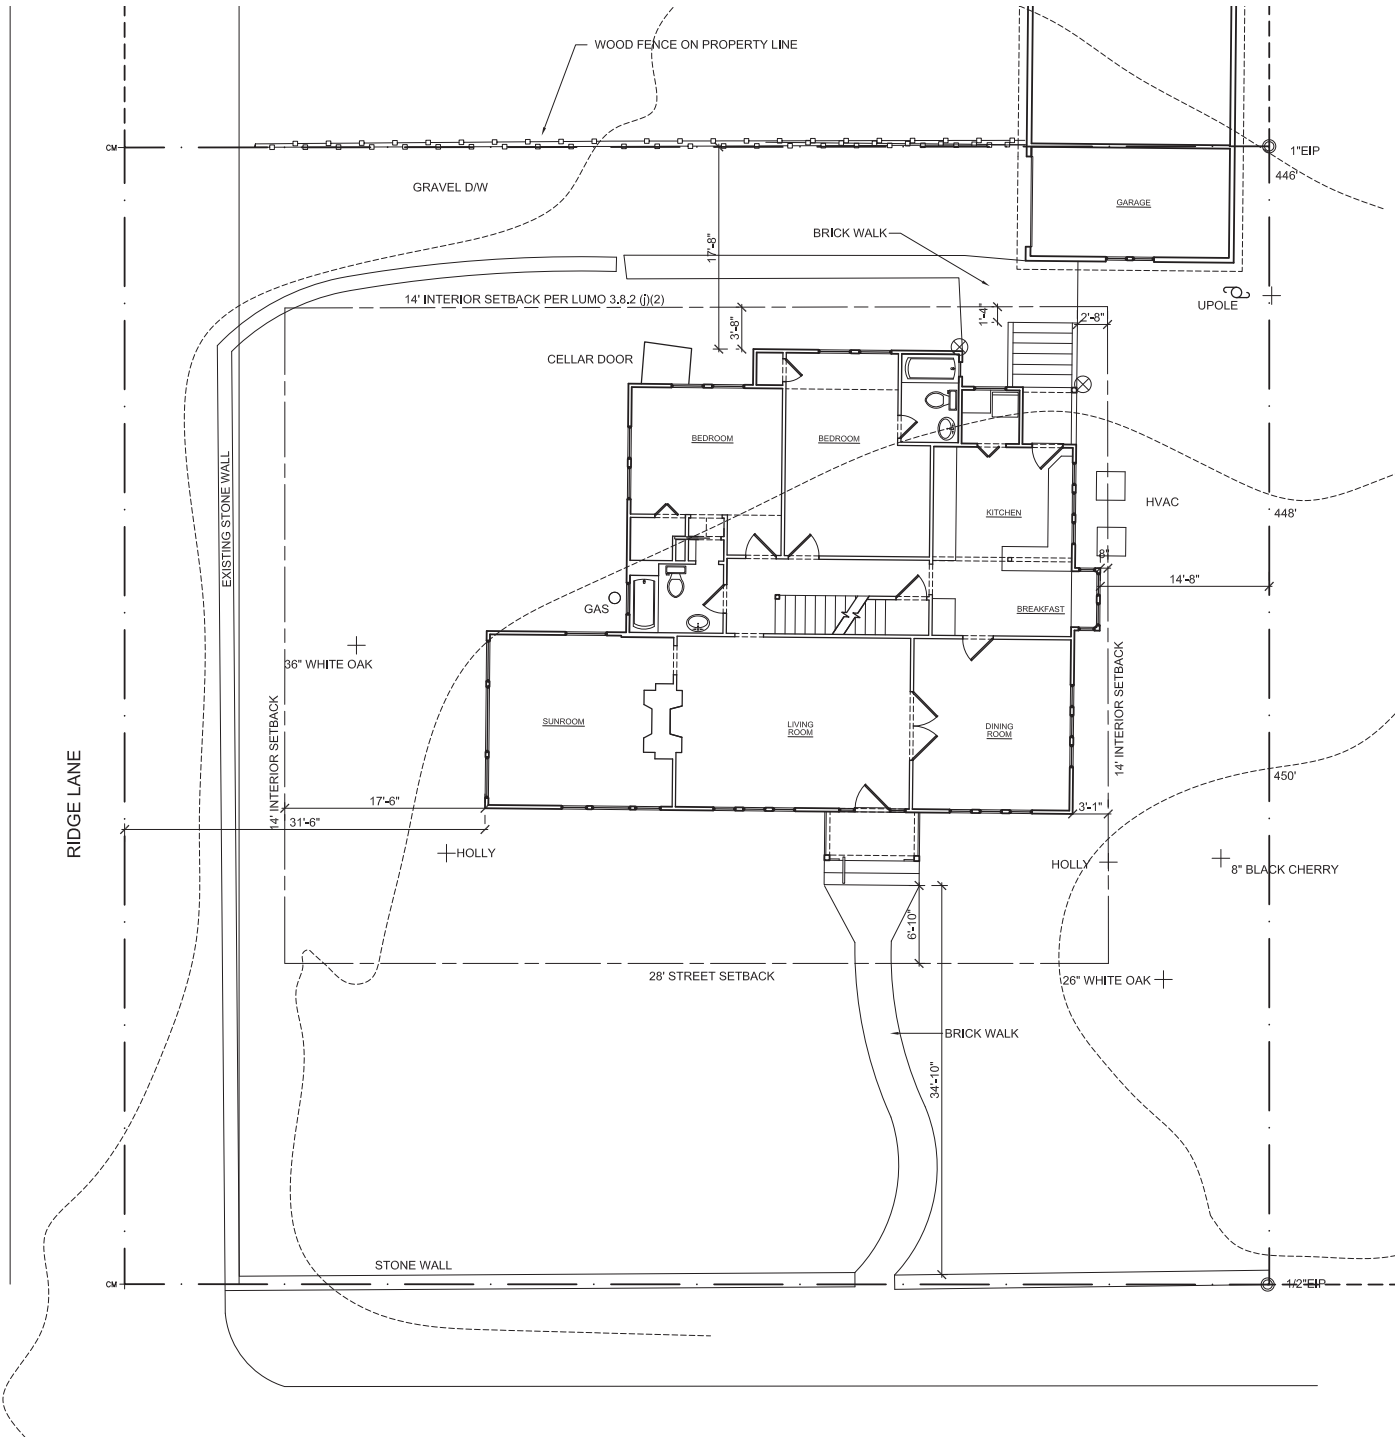 WOOD FENCE ON PROPERTY LINE
CM
1"EIP
446'
GRAVEL D/W
GARAGE
BRICK WALK
17'-8"
14' INTERIOR SETBACK PER LUMO 3.8.2 (j)(2)
UPOLE
1'-4"
2'-8"
3'-8"
CELLAR DOOR
BEDROOM
BEDROOM
EXISTING STONE WALL
KITCHEN
HVAC
448'
8"
14'-8"
GAS
BREAKFAST
36" WHITE OAK
14' INTERIOR SETBACK
14' INTERIOR SETBACK
SUNROOM
LIVING
ROOM
DINING
ROOM
450'
RIDGE LANE
17'-6"
3'-1"
31'-6"
HOLLY
HOLLY
8" BLACK CHERRY
6'-10"
28' STREET SETBACK
26" WHITE OAK
BRICK WALK
34'-10"
STONE WALL
CM
1/2"EIP